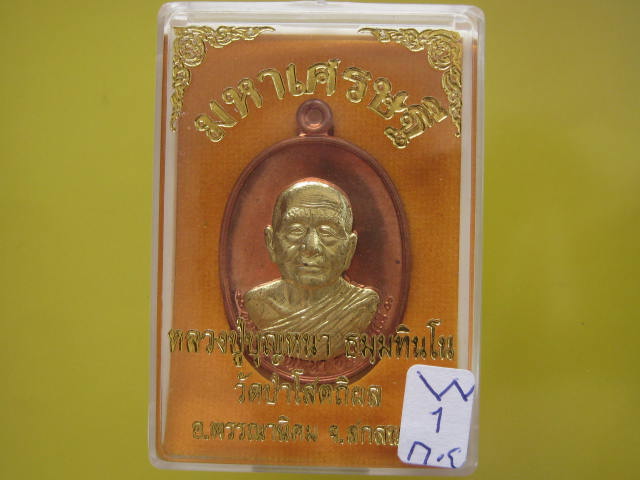 มหาเศรษฐี
หลวงปู่บุญหนา ธมฺมทินโน
วัดป่าโสตถิผล
อ.พรรณานิคม จ.สกลน
พ
1
ก.ย